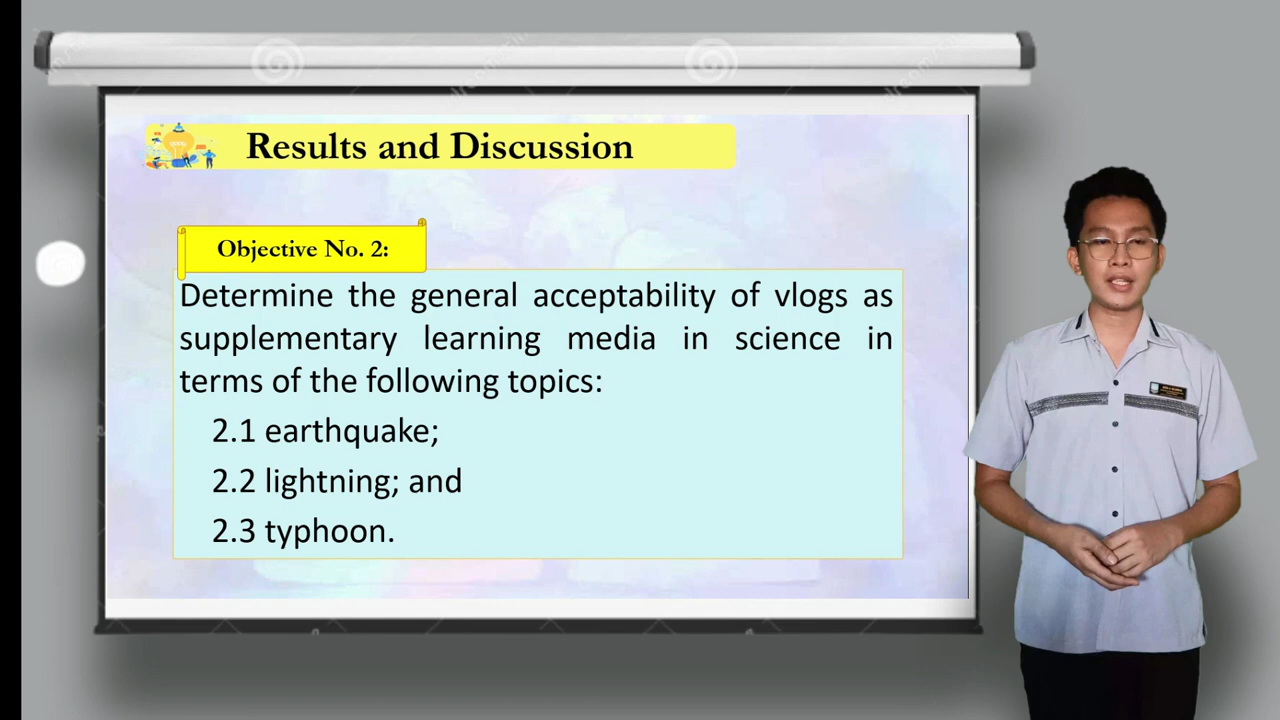 Results and Discussion
Objective No. 2:
Determine the general acceptability of vlogs as
supplementary learning media in science in
terms of the following topics:
2.1 earthquake;
2.2 lightning; and
2.3 typhoon.